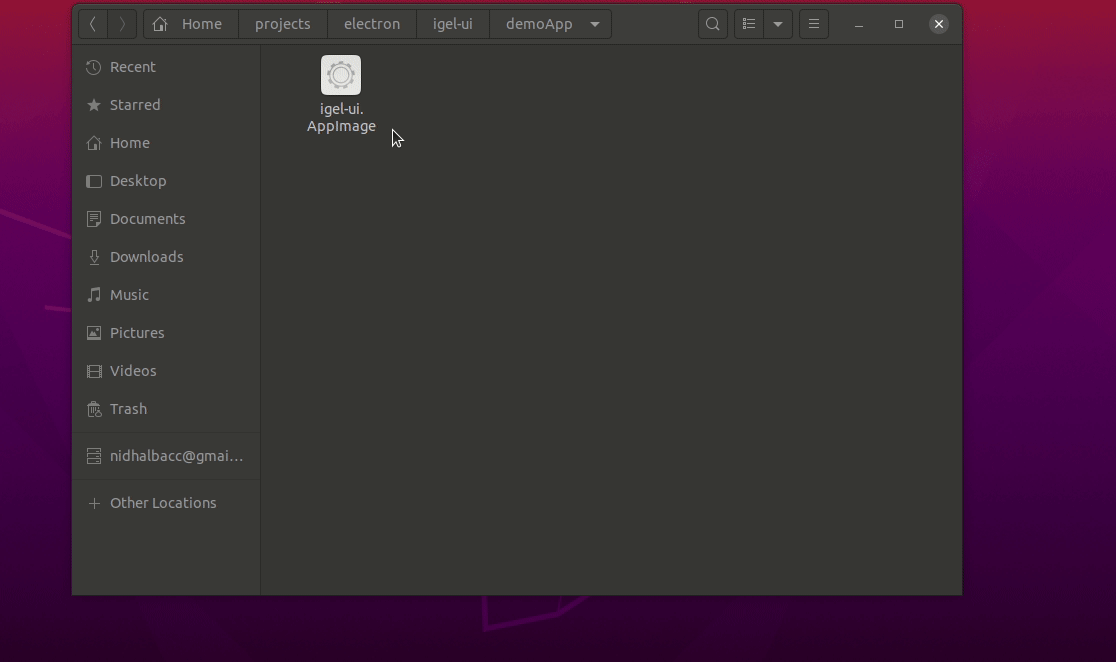 Home projects electron igel-ui demoApp
Recent
Starred
Home
Desktop
Documents
Downloads
Music
Pictures
Videos
Trash
nidhalbacc@gmai...
Other Locations
igel-ui.
AppImage